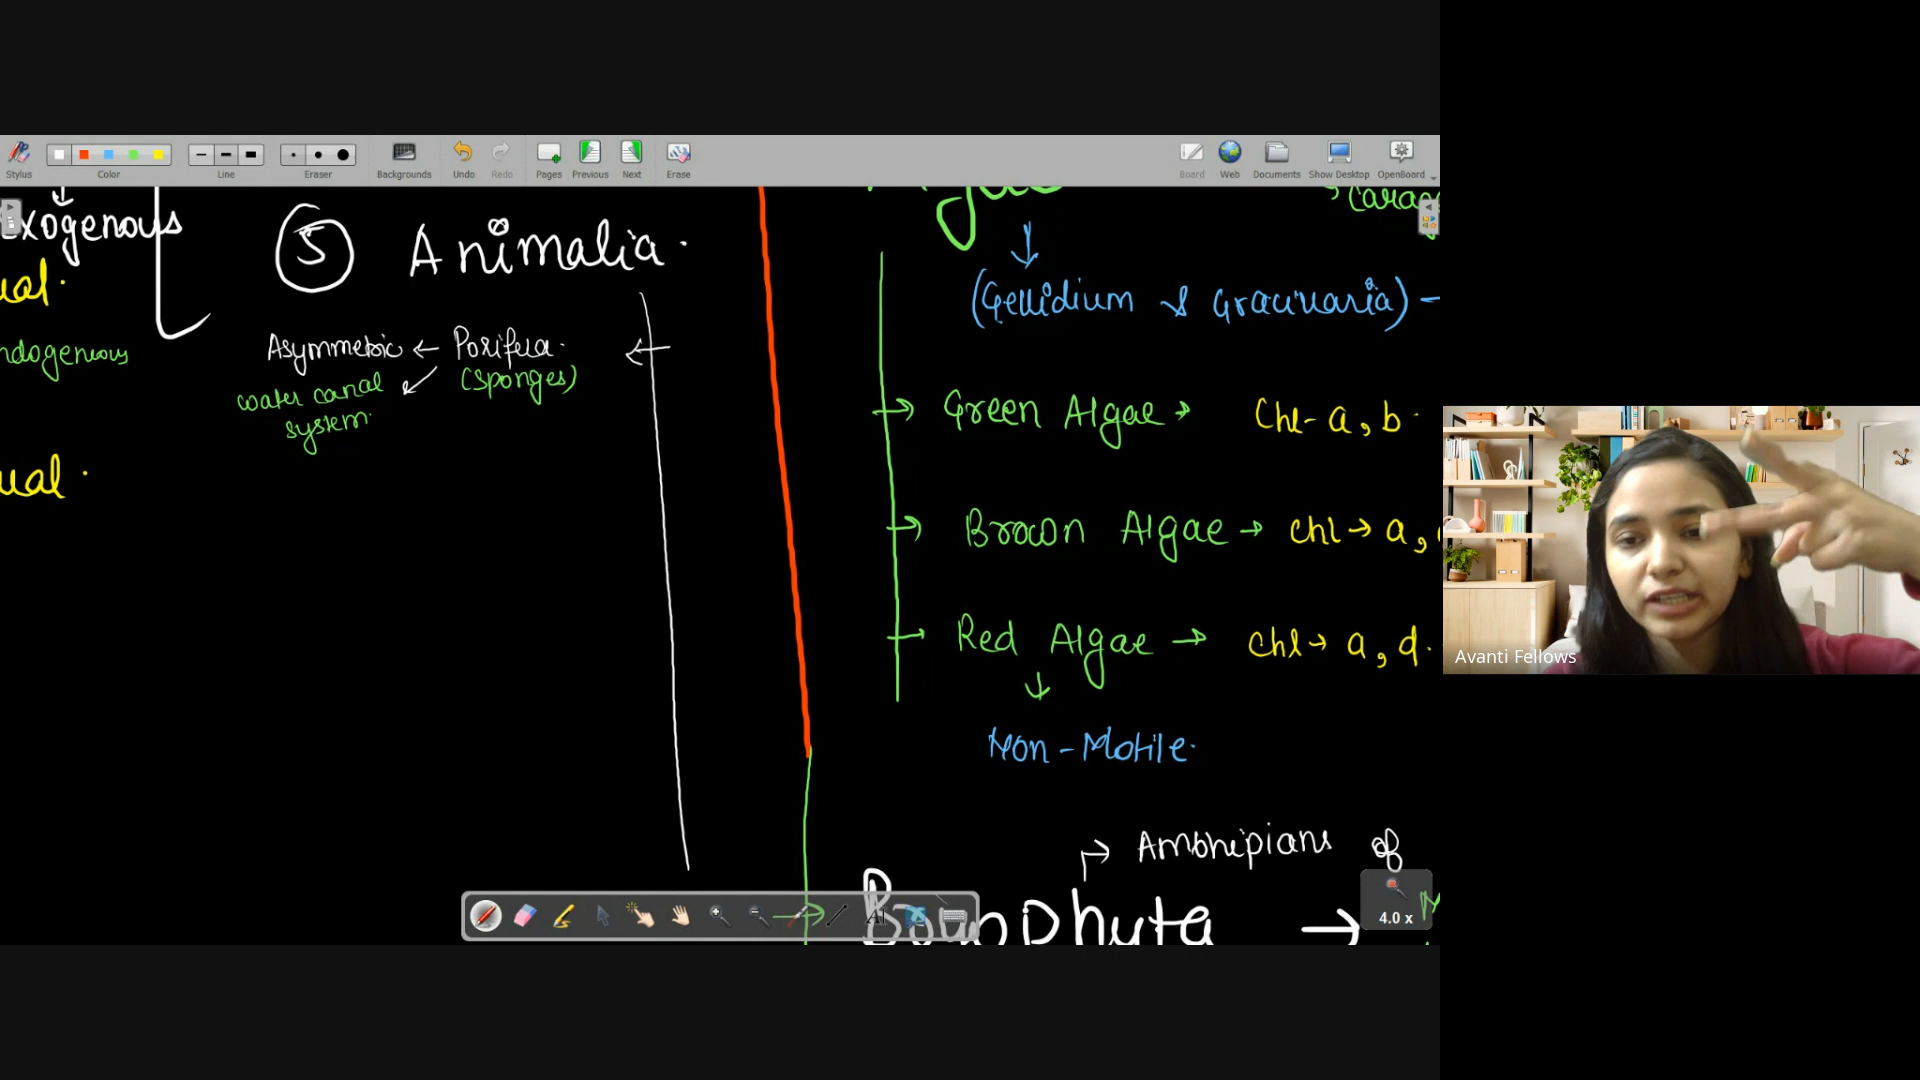 Stylus
Color
Line
Eraser
Backgrounds
Undo
Redo
Pages
Previous
Next
Erase
Board
Web
Documents
Show Desktop
OpenBoard
xogenous
ual.
ndogenous
ual.
5 Animalia.
Asymmetric ← Porifera.
(Sponges)
water canal
system.
(Gellidium & Gracilaria) -
Green Algae → Chl- a, b.
Brown Algae → chl → a,
Red Algae → chl → a, d.
Non-Motile.
→ Amphipians of
→
4.0 x
Avanti Fellows